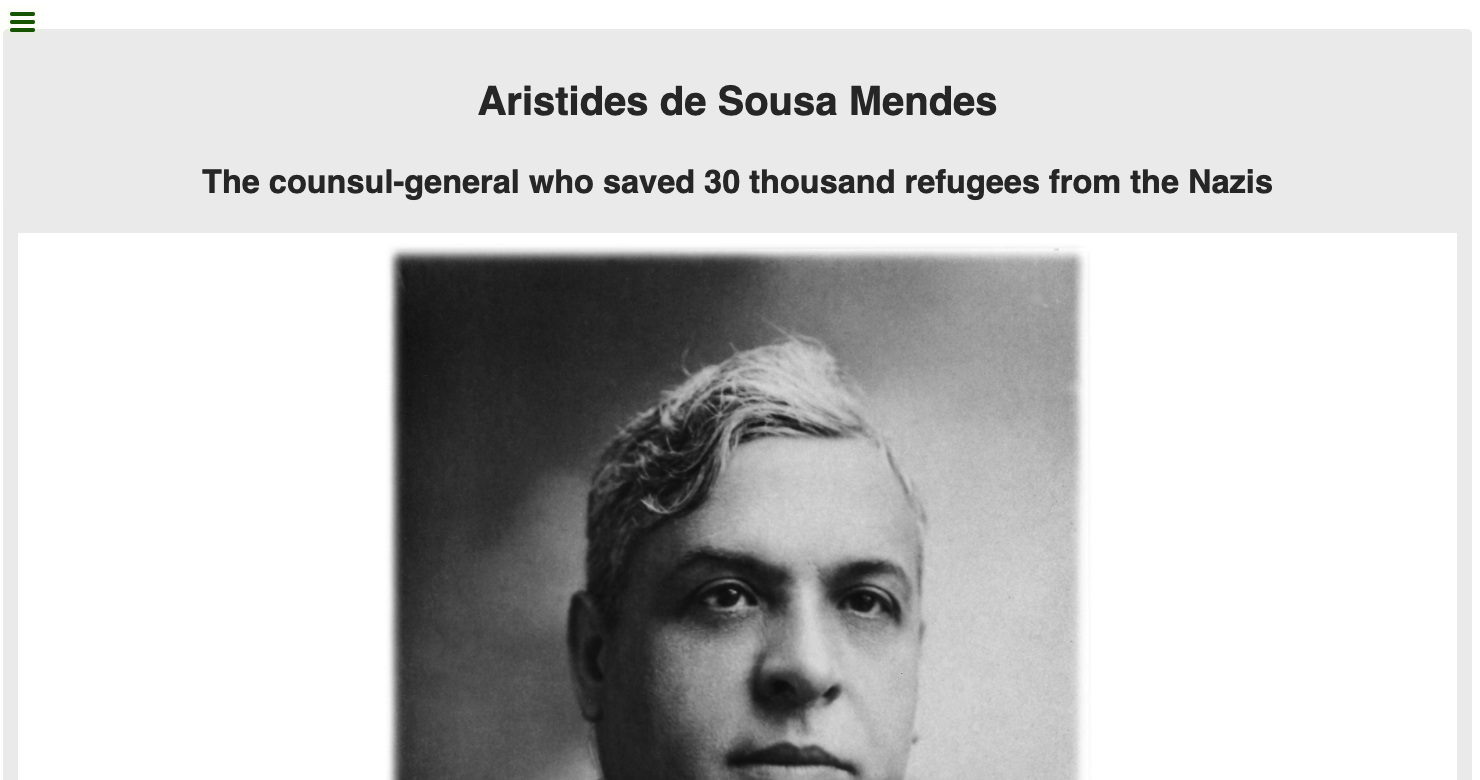 Aristides de Sousa Mendes
The counsul-general who saved 30 thousand refugees from the Nazis